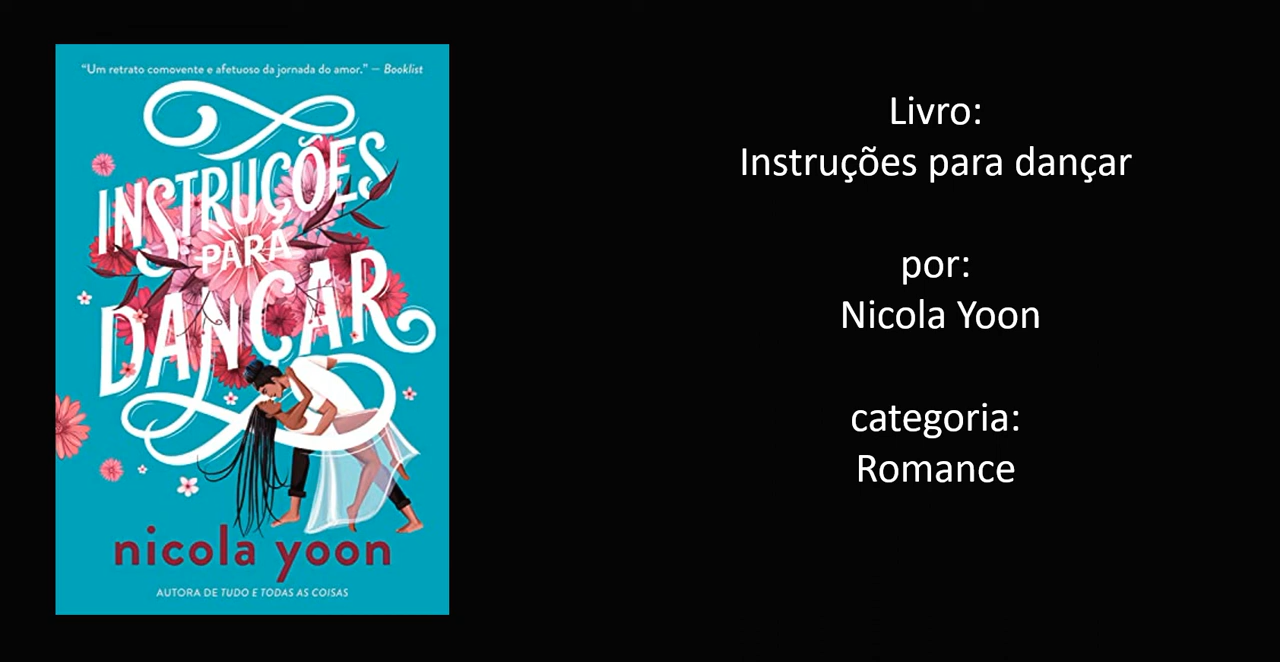 “Um retrato comovente e afetuoso da jornada do amor.” — Booklist
INSTRUÇÕES
PARA
DANÇAR
nicola yoon
AUTORA DE TUDO E TODAS AS COISAS
Livro:
Instruções para dançar
por:
Nicola Yoon
categoria:
Romance